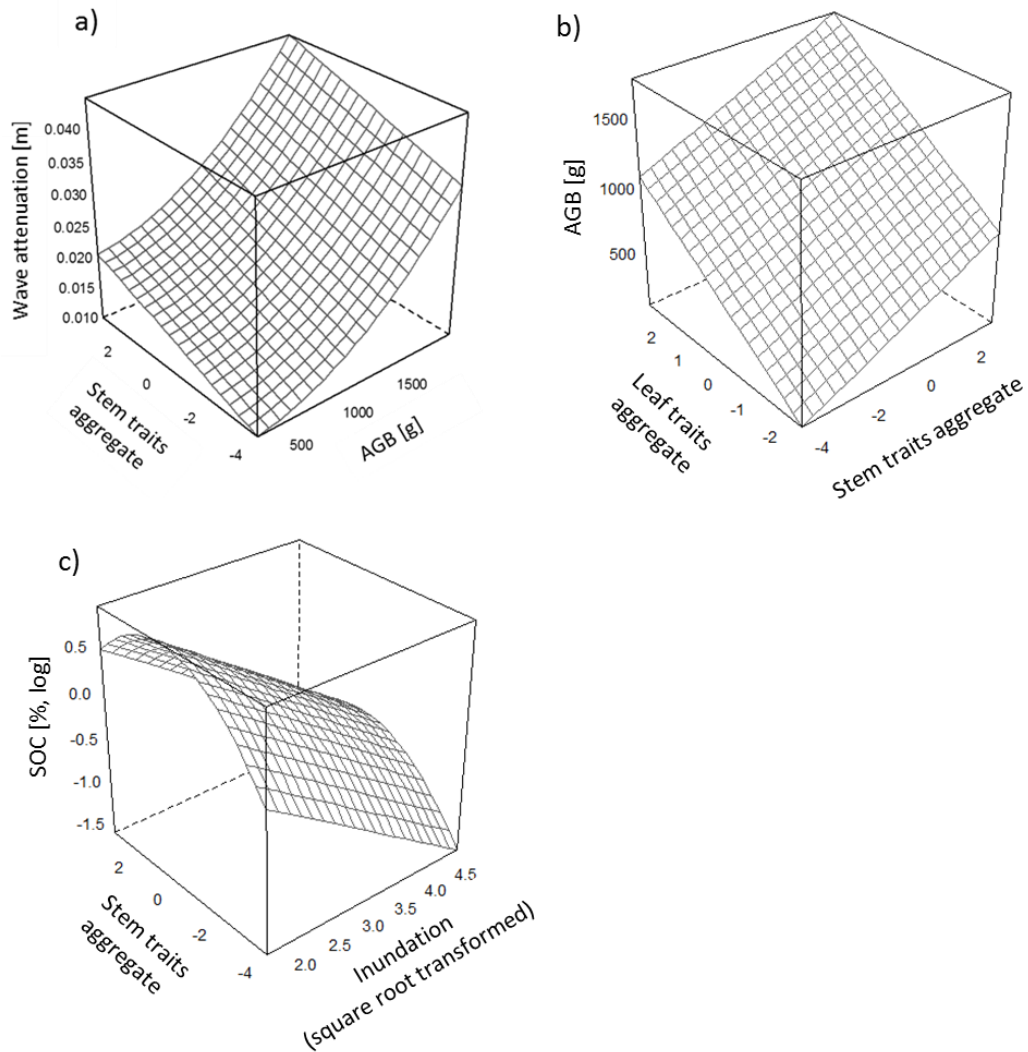 a)
Wave attenuation [m]
0.040
0.035
0.030
0.025
0.020
0.015
0.010
2
0
-2
-4
Stem traits
aggregate
500
1000
1500
AGB [g]
b)
AGB [g]
1500
1000
500
2
1
0
-1
-2
Leaf traits
aggregate
-4
-2
0
2
Stem traits aggregate
c)
SOC [%, log]
0.5
0.0
-0.5
-1.0
-1.5
2
0
-2
-4
Stem traits
aggregate
2.0
2.5
3.0
3.5
4.0
4.5
Inundation
(square root transformed)